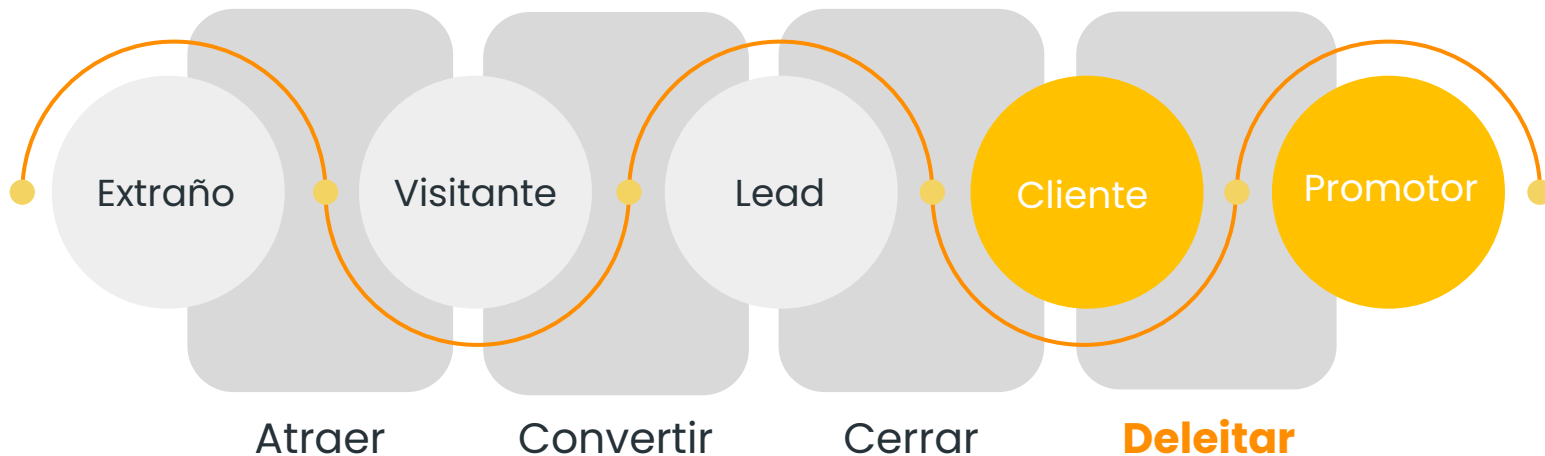 Extraño
Visitante
Lead
Cliente
Promotor
Atraer
Convertir
Cerrar
Deleitar